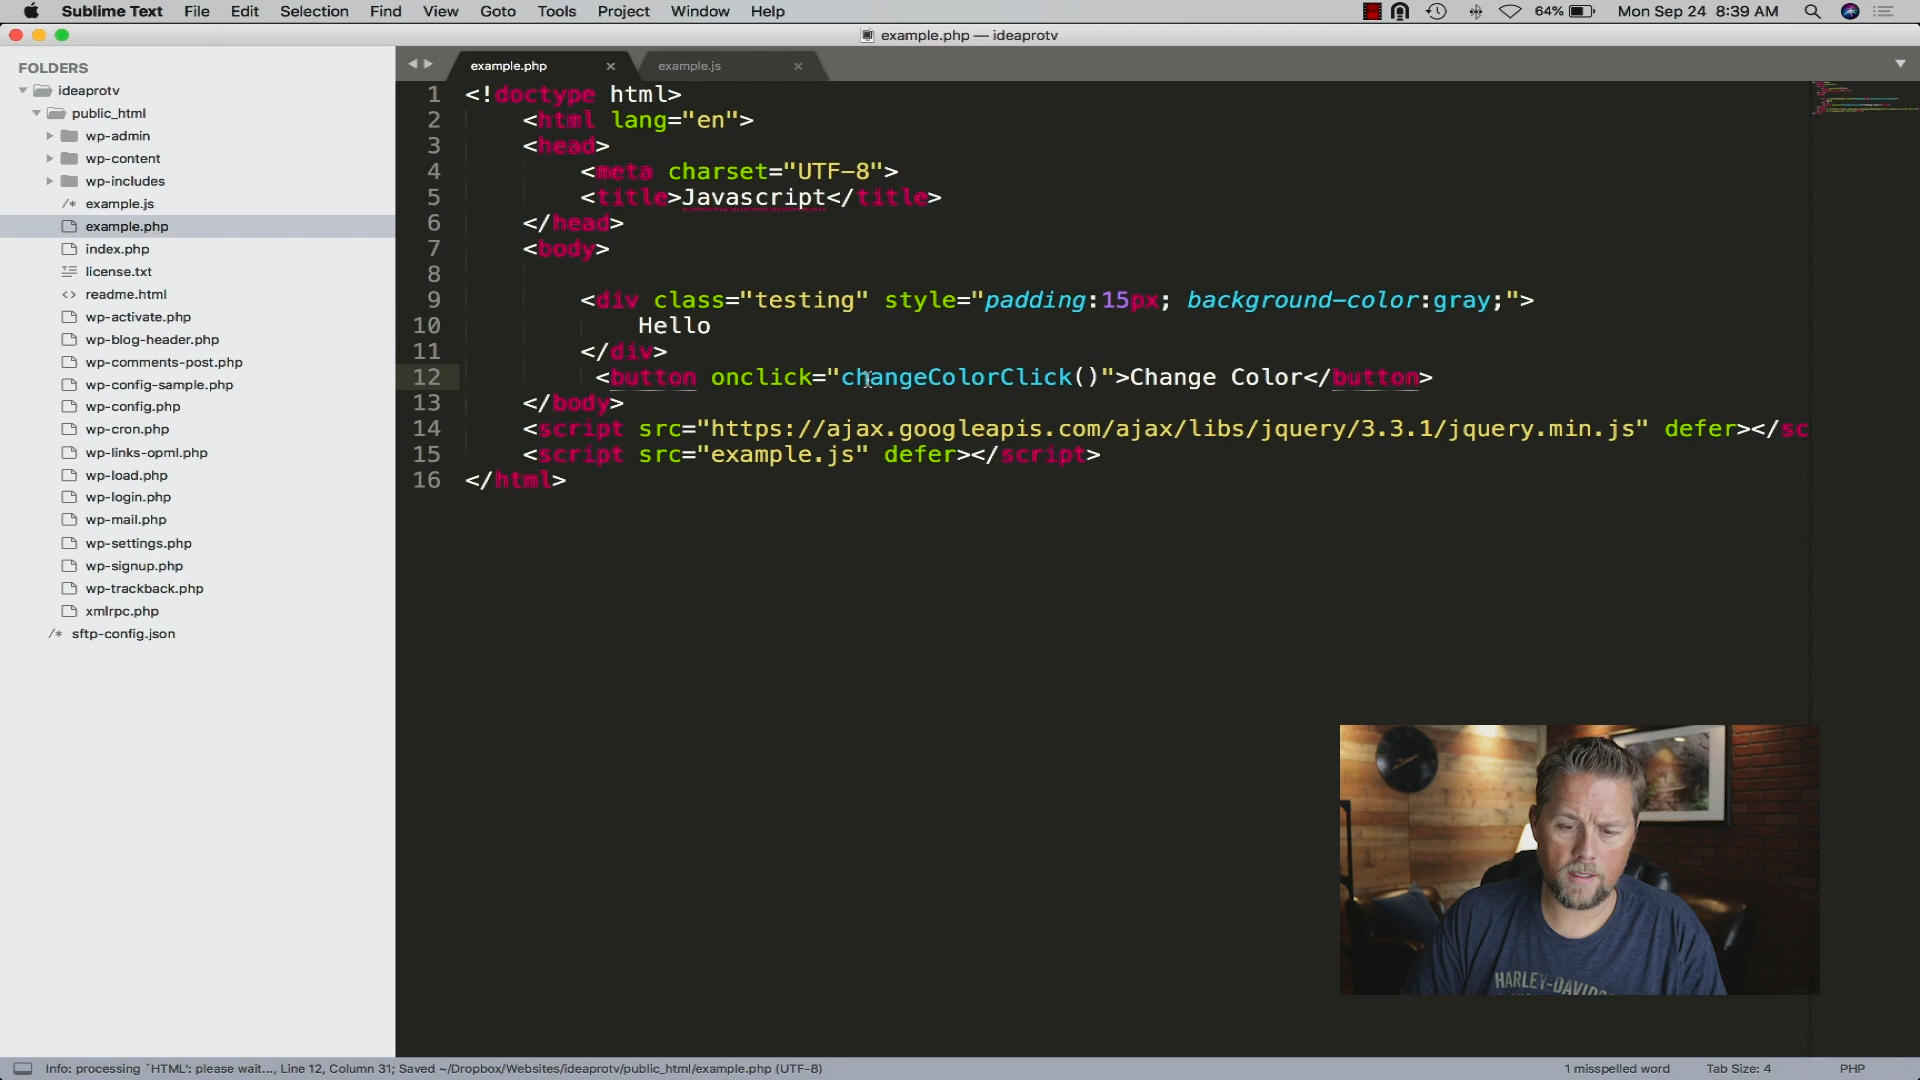 Sublime Text File Edit Selection Find View Goto Tools Project Window Help 64% Mon Sep 24 8:39 AM
example.php — ideaprotv
FOLDERS
ideaprotv
public_html
wp-admin
wp-content
wp-includes
/* example.js
example.php
index.php
license.txt
<> readme.html
wp-activate.php
wp-blog-header.php
wp-comments-post.php
wp-config-sample.php
wp-config.php
wp-cron.php
wp-links-opml.php
wp-load.php
wp-login.php
wp-mail.php
wp-settings.php
wp-signup.php
wp-trackback.php
xmlrpc.php
/* sftp-config.json
example.php × example.js ×
1 <!doctype html>
2 <html lang="en">
3 <head>
4 <meta charset="UTF-8">
5 <title>Javascript</title>
6 </head>
7 <body>
8
9 <div class="testing" style="padding:15px; background-color:gray;">
10 Hello
11 </div>
12 <button onclick="changeColorClick()">Change Color</button>
13 </body>
14 <script src="https://ajax.googleapis.com/ajax/libs/jquery/3.3.1/jquery.min.js" defer></sc
15 <script src="example.js" defer></script>
16 </html>
HARLEY-DAVIDS
Info: processing `HTML': please wait..., Line 12, Column 31; Saved ~/Dropbox/Websites/ideaprotv/public_html/example.php (UTF-8) 1 misspelled word Tab Size: 4 PHP